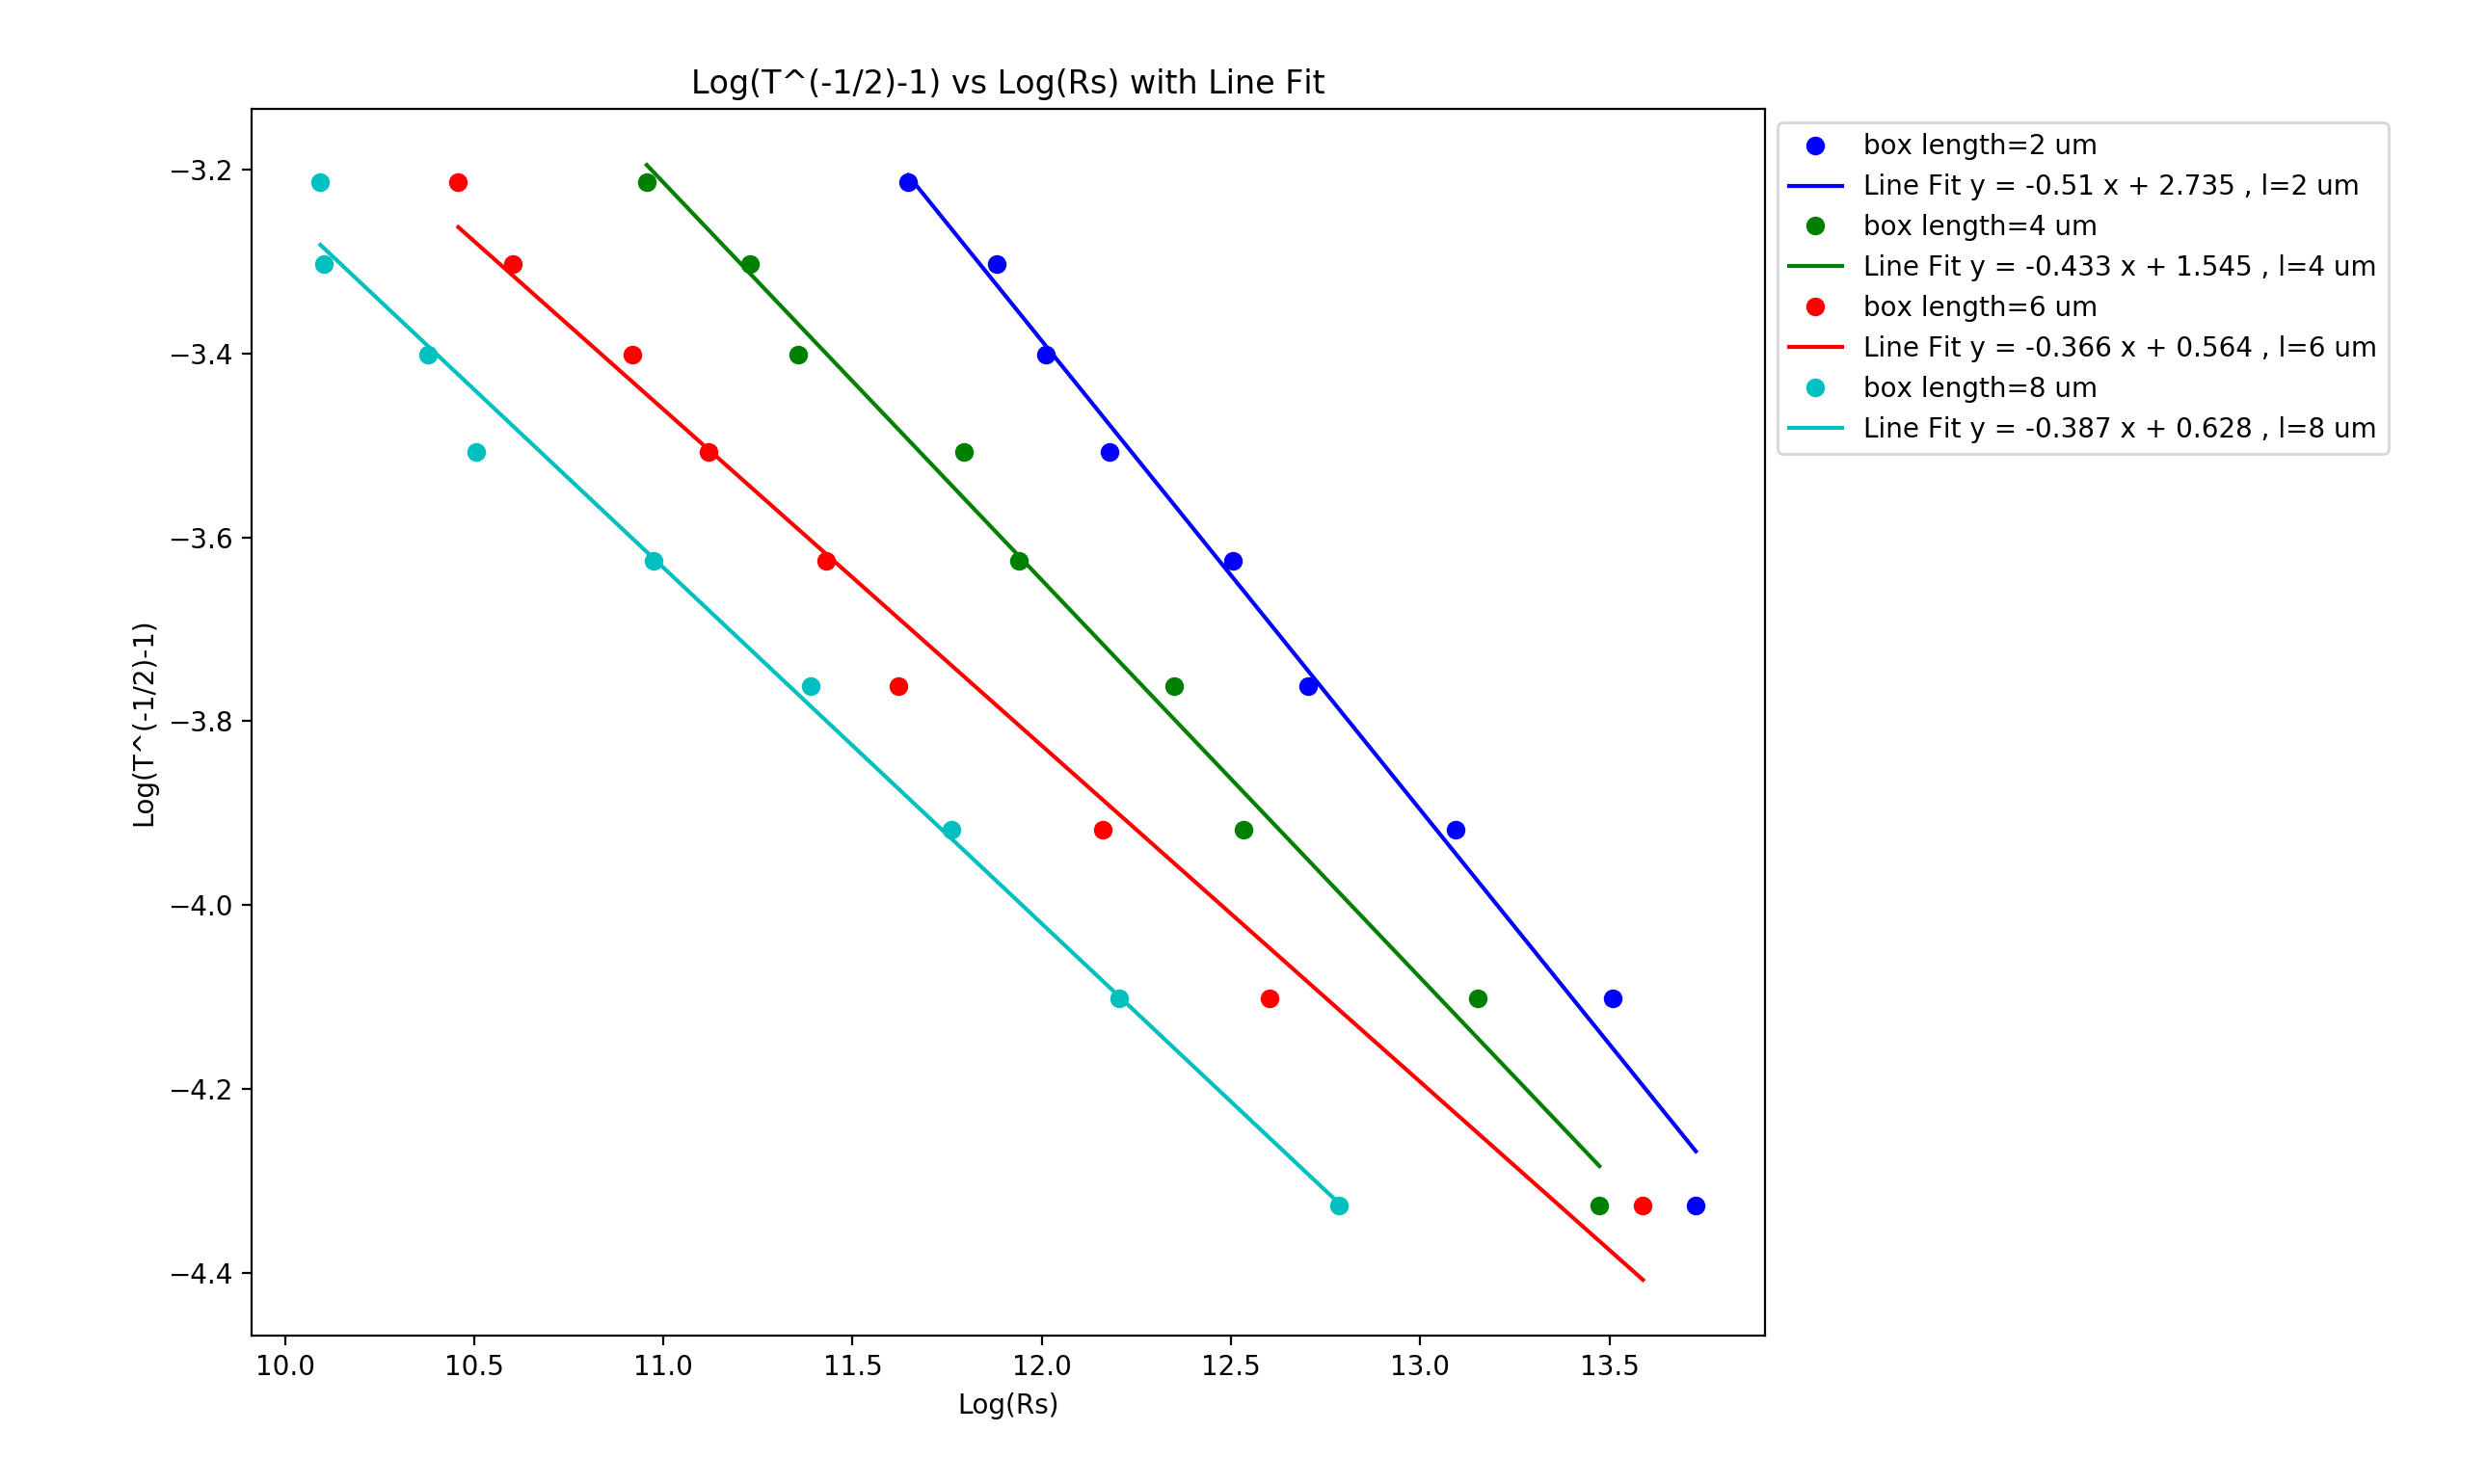 Log(T^(-1/2)-1) vs Log(Rs) with Line Fit
box length=2 um
Line Fit y = -0.51 x + 2.735 , l=2 um
box length=4 um
Line Fit y = -0.433 x + 1.545 , l=4 um
box length=6 um
Line Fit y = -0.366 x + 0.564 , l=6 um
box length=8 um
Line Fit y = -0.387 x + 0.628 , l=8 um
Log(T^(-1/2)-1)
−3.2
−3.4
−3.6
−3.8
−4.0
−4.2
−4.4
10.0 10.5 11.0 11.5 12.0 12.5 13.0 13.5
Log(Rs)